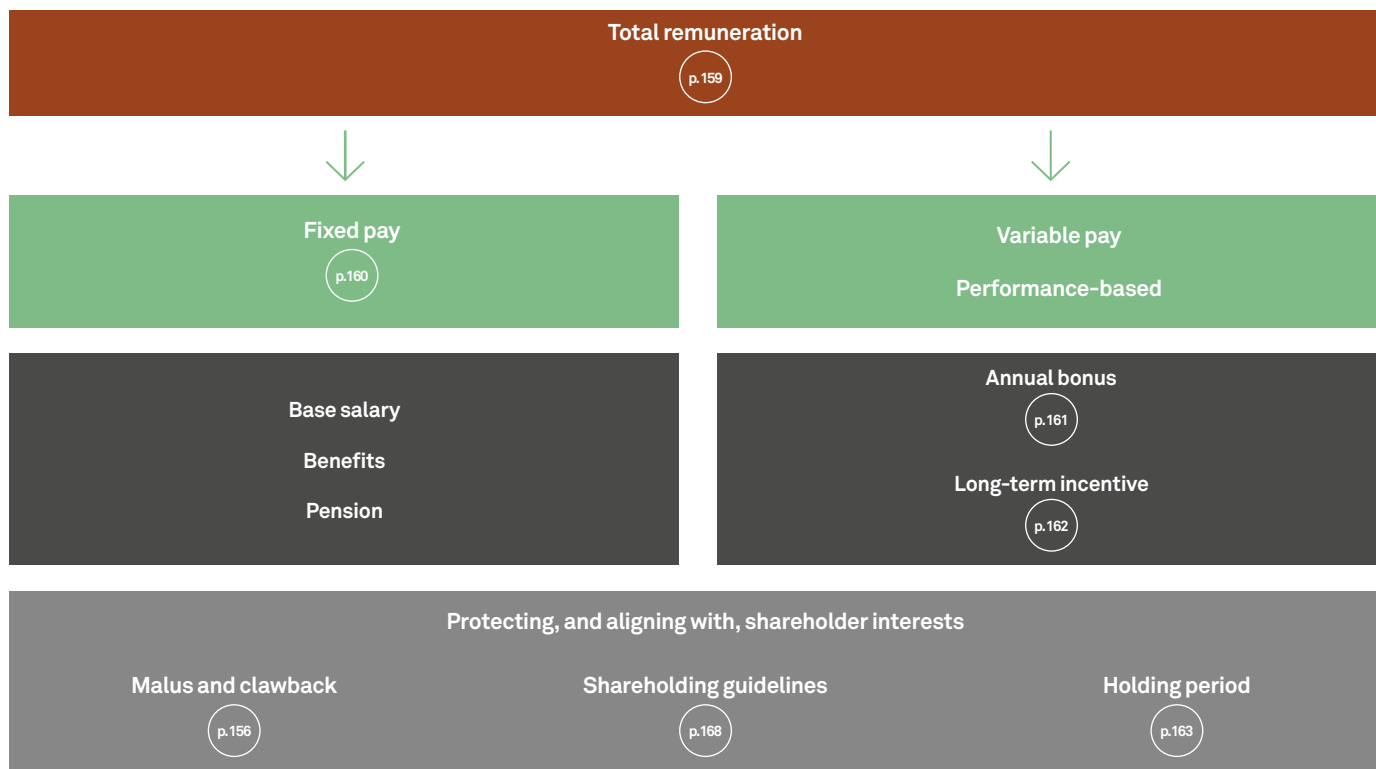 Total remuneration
p.159
Fixed pay
p.160
Variable pay
Performance-based
Base salary
Benefits
Pension
Annual bonus
p.161
Long-term incentive
p.162
Protecting, and aligning with, shareholder interests
Malus and clawback
p.156
Shareholding guidelines
p.168
Holding period
p.163